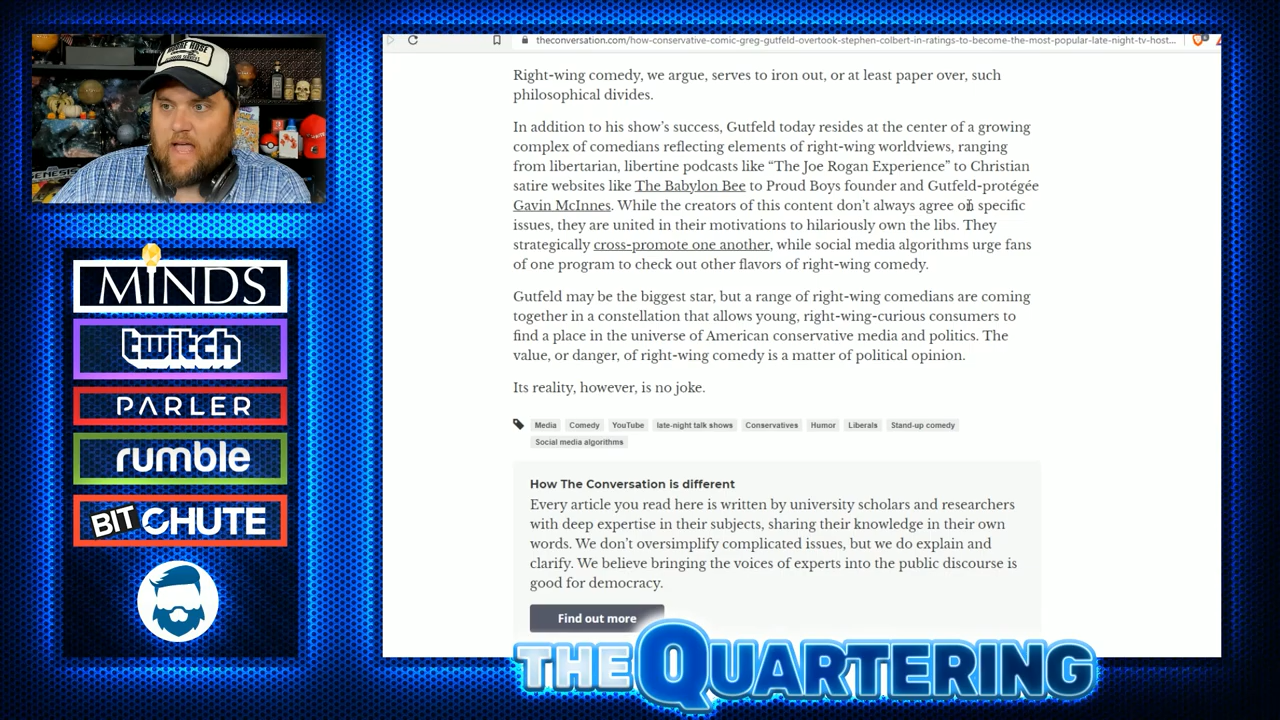 theconversation.com/how-conservative-comic-greg-gutfeld-overtook-stephen-colbert-in-ratings-to-become-the-most-popular-late-night-tv-host...
Right-wing comedy, we argue, serves to iron out, or at least paper over, such
philosophical divides.
In addition to his show's success, Gutfeld today resides at the center of a growing
complex of comedians reflecting elements of right-wing worldviews, ranging
from libertarian, libertine podcasts like “The Joe Rogan Experience” to Christian
satire websites like The Babylon Bee to Proud Boys founder and Gutfeld-protégée
Gavin McInnes. While the creators of this content don’t always agree on specific
issues, they are united in their motivations to hilariously own the libs. They
strategically cross-promote one another, while social media algorithms urge fans
of one program to check out other flavors of right-wing comedy.
Gutfeld may be the biggest star, but a range of right-wing comedians are coming
together in a constellation that allows young, right-wing-curious consumers to
find a place in the universe of American conservative media and politics. The
value, or danger, of right-wing comedy is a matter of political opinion.
Its reality, however, is no joke.
Media Comedy YouTube late-night talk shows Conservatives Humor Liberals Stand-up comedy
Social media algorithms
How The Conversation is different
Every article you read here is written by university scholars and researchers
with deep expertise in their subjects, sharing their knowledge in their own
words. We don’t oversimplify complicated issues, but we do explain and
clarify. We believe bringing the voices of experts into the public discourse is
good for democracy.
Find out more
MINDS
twitch
PARLER
rumble
BITCHUTE
THE QUARTERING